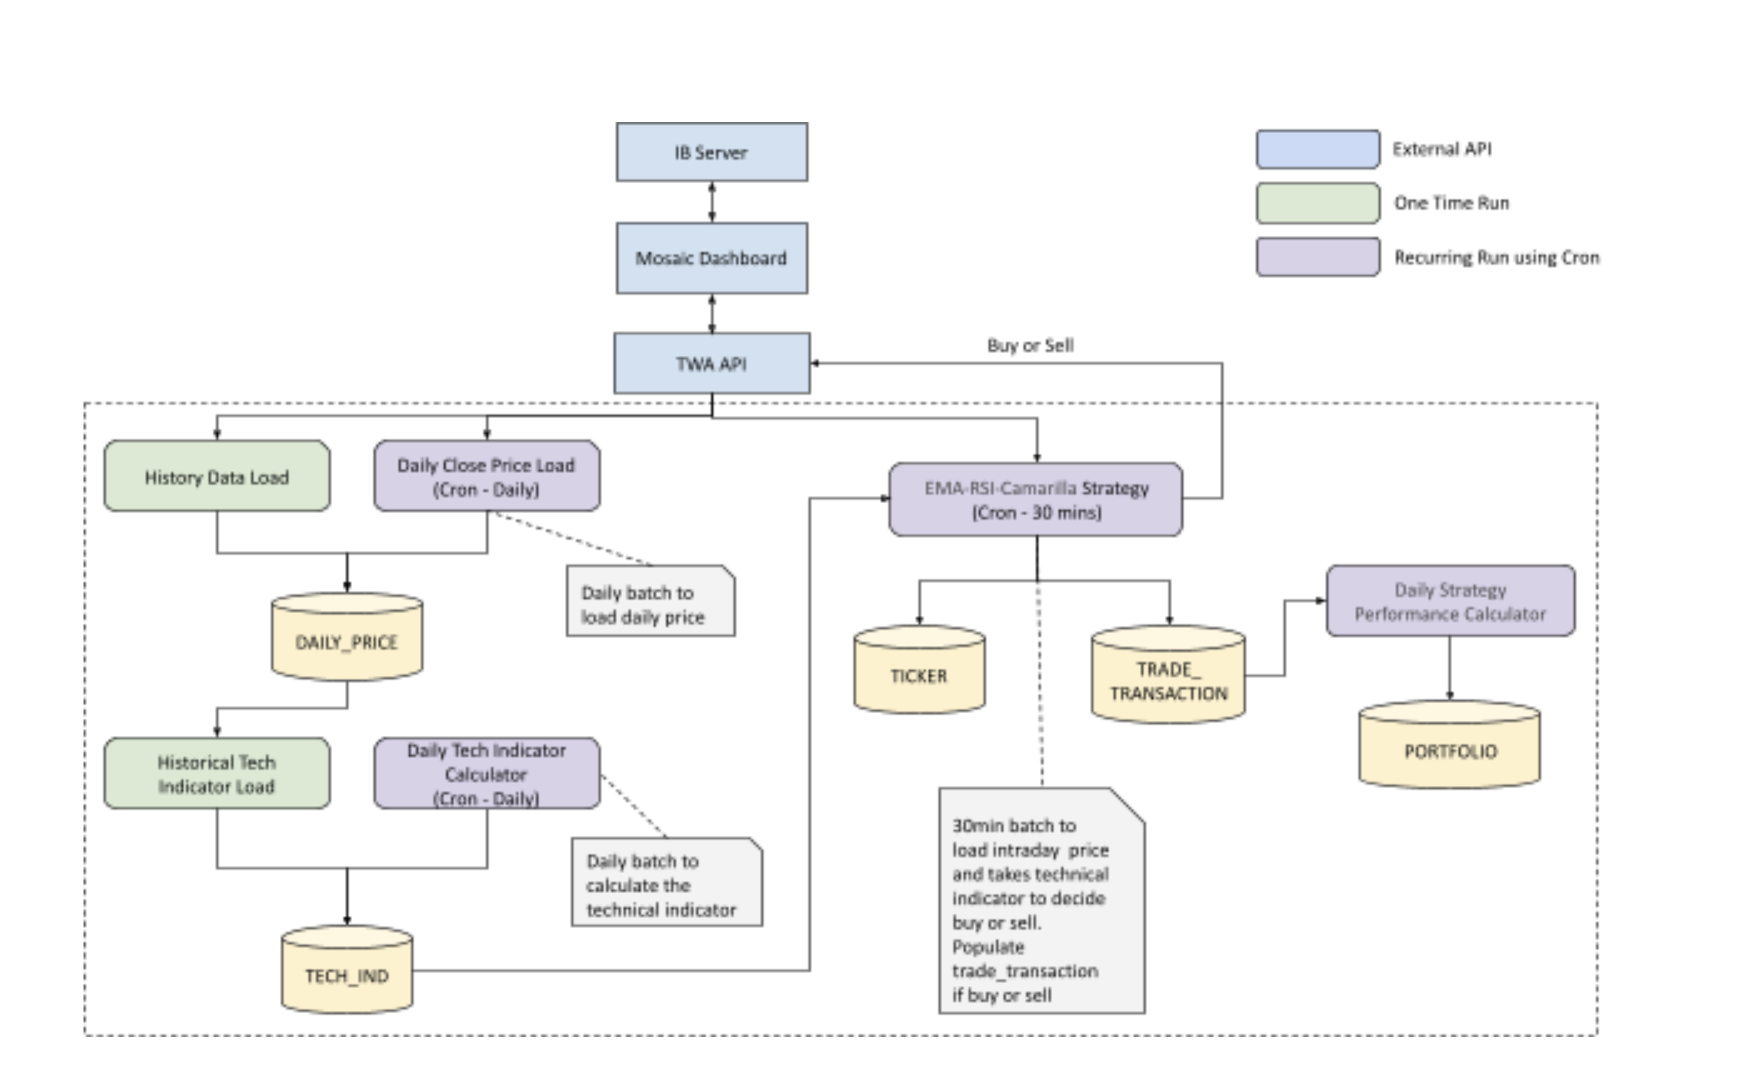 IB Server
External API
One Time Run
Mosaic Dashboard
Recurring Run using Cron
Buy or Sell
TWA API
History Data Load
Daily Close Price Load
(Cron - Daily)
EMA-RSI-Camarilla Strategy
(Cron - 30 mins)
Daily batch to
load daily price
Daily Strategy
Performance Calculator
DAILY_PRICE
TICKER
TRADE_
TRANSACTION
PORTFOLIO
Historical Tech
Indicator Load
Daily Tech Indicator
Calculator
(Cron - Daily)
Daily batch to
calculate the
technical indicator
30min batch to
load intraday price
and takes technical
indicator to decide
buy or sell.
Populate
trade_transaction
if buy or sell
TECH_IND